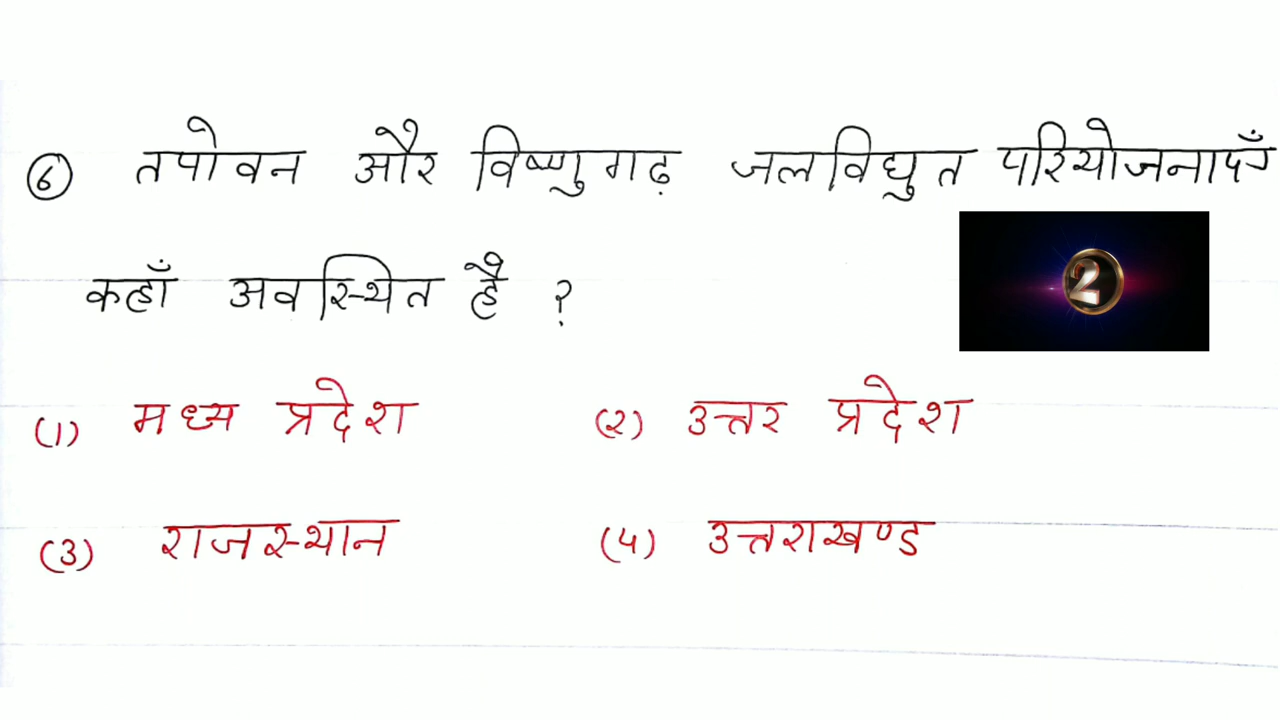 ⑥ तपोवन और विष्णुगढ़ जलविद्युत परियोजनाएँ
कहाँ अवस्थित है ?
2
(1) मध्य प्रदेश (2) उत्तर प्रदेश
(3) राजस्थान (4) उत्तराखण्ड